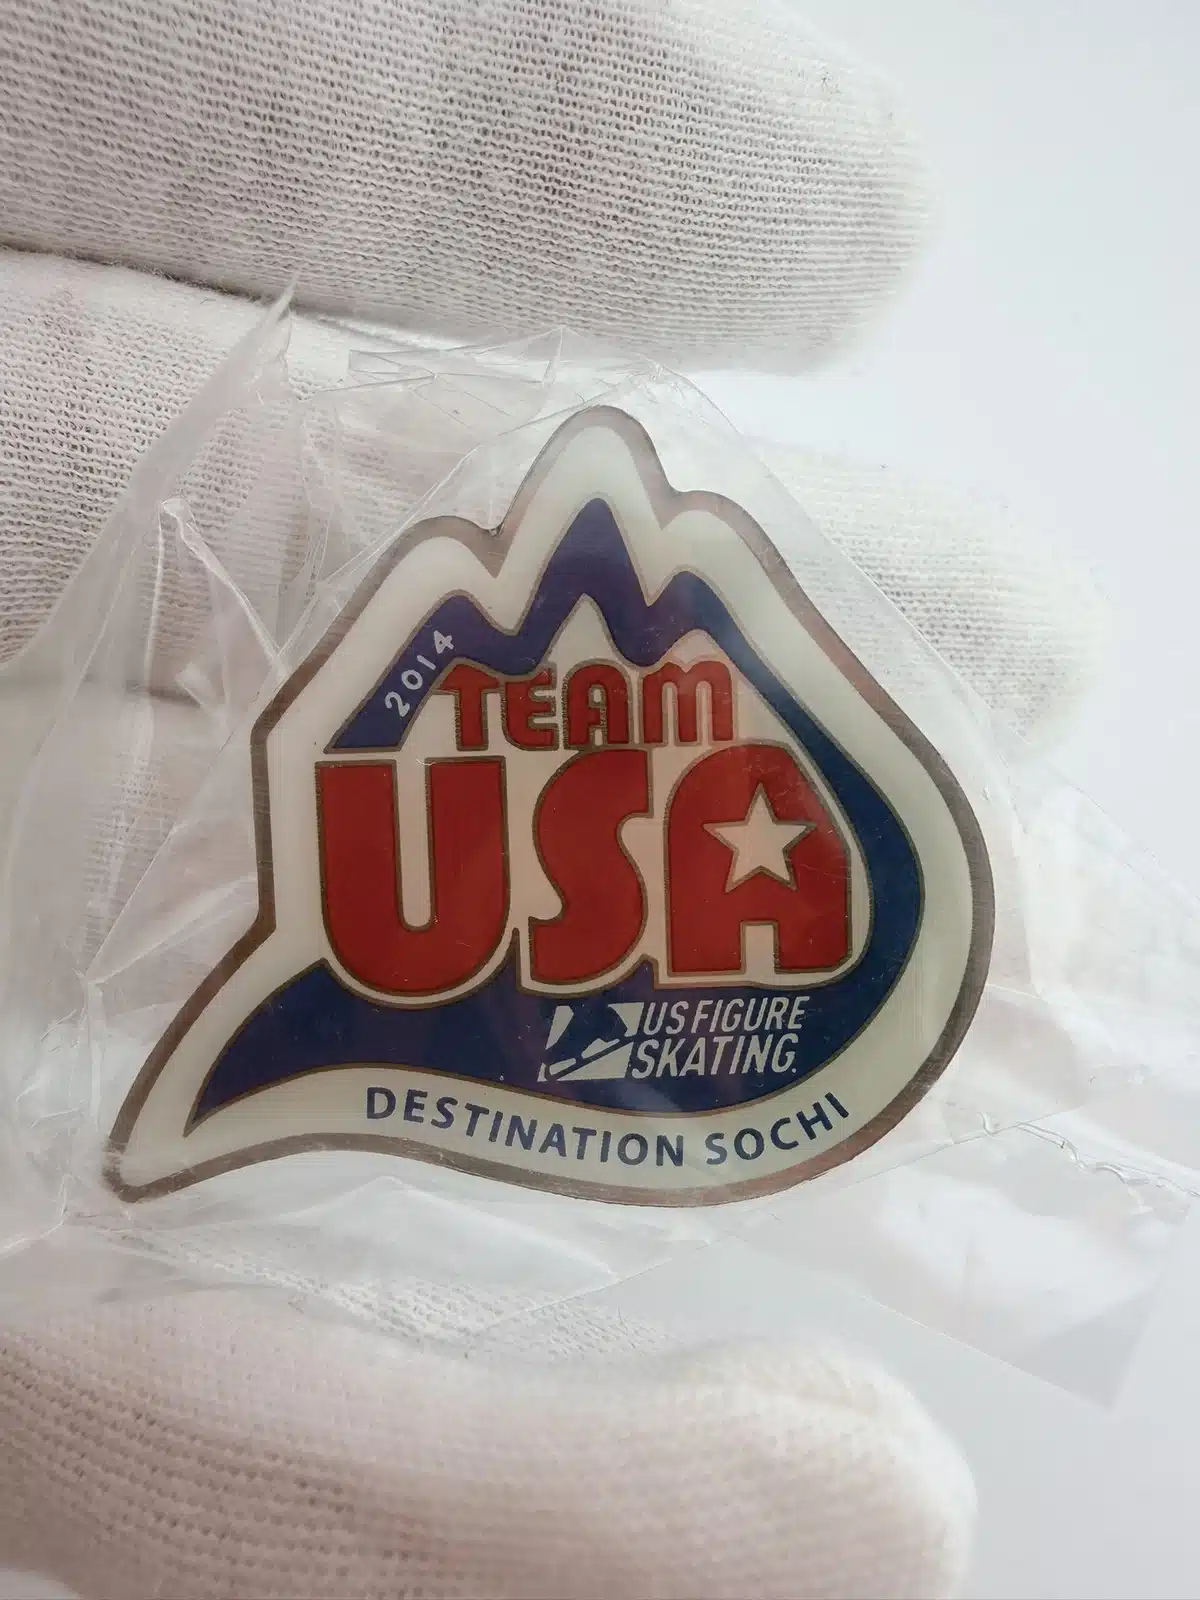 2014
TEAM
USA
US FIGURE
SKATING.
DESTINATION SOCHI